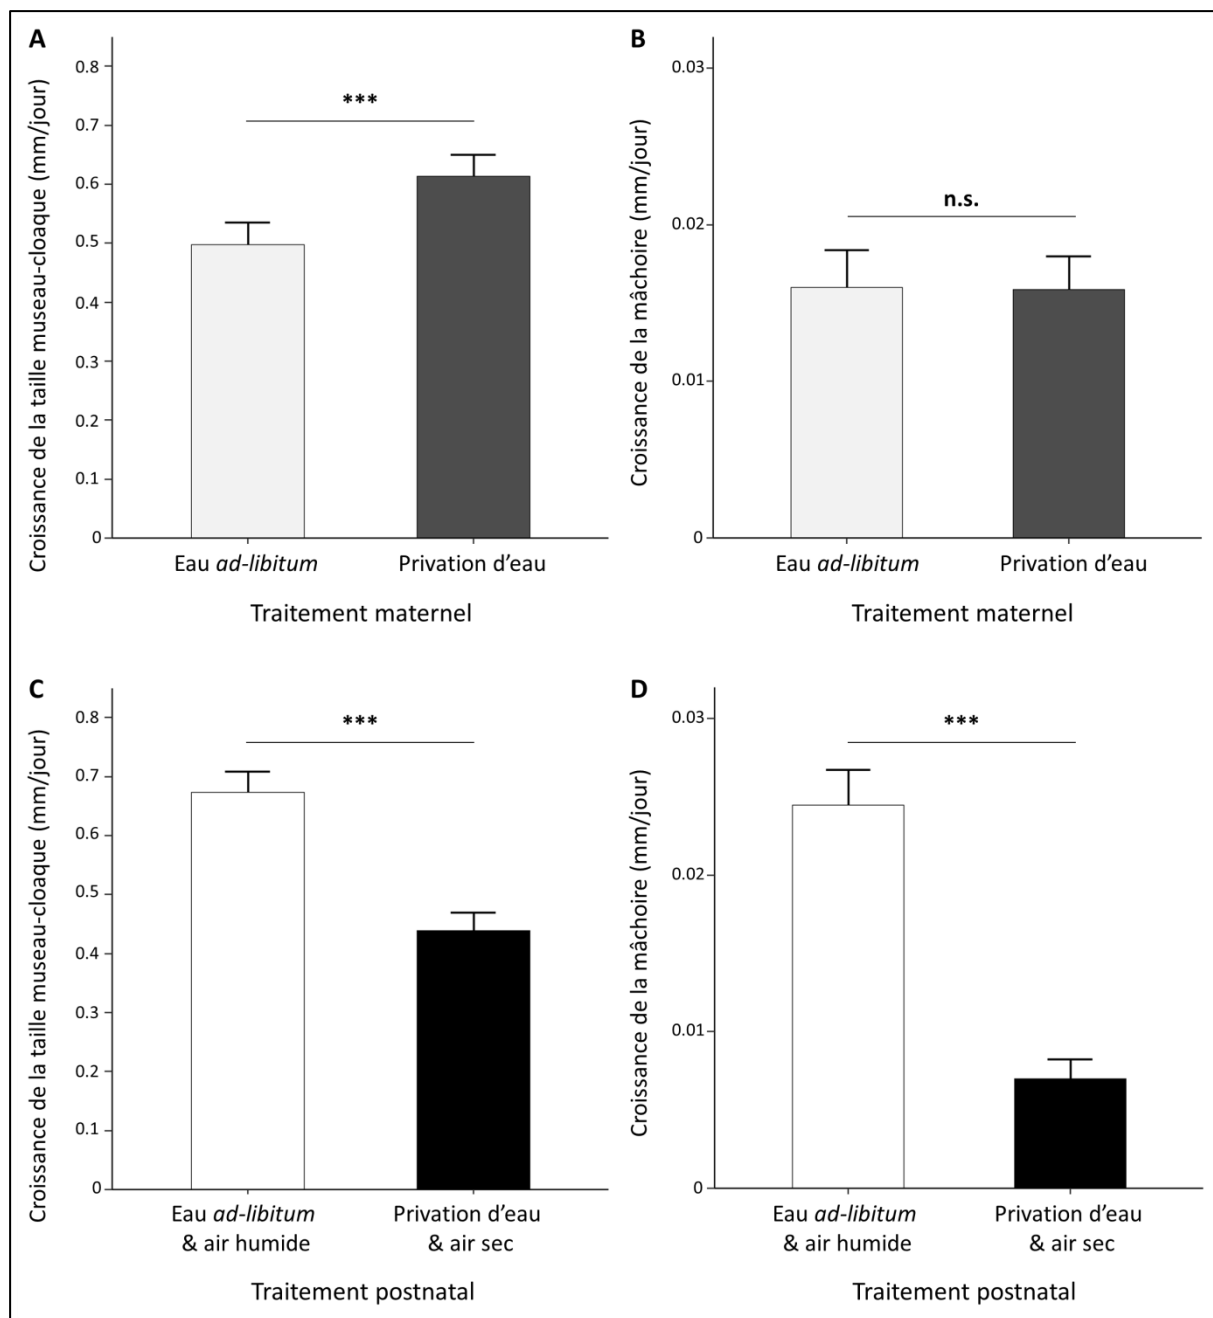 A
Croissance de la taille museau-cloaque (mm/jour)
0.8
0.7
0.6
0.5
0.4
0.3
0.2
0.1
0
***
Eau ad-libitum
Privation d'eau
Traitement maternel
B
Croissance de la mâchoire (mm/jour)
0.03
0.02
0.01
0
n.s.
Eau ad-libitum
Privation d'eau
Traitement maternel
C
Croissance de la taille museau-cloaque (mm/jour)
0.8
0.7
0.6
0.5
0.4
0.3
0.2
0.1
0
***
Eau ad-libitum
& air humide
Privation d'eau
& air sec
Traitement postnatal
D
Croissance de la mâchoire (mm/jour)
0.03
0.02
0.01
0
***
Eau ad-libitum
& air humide
Privation d'eau
& air sec
Traitement postnatal